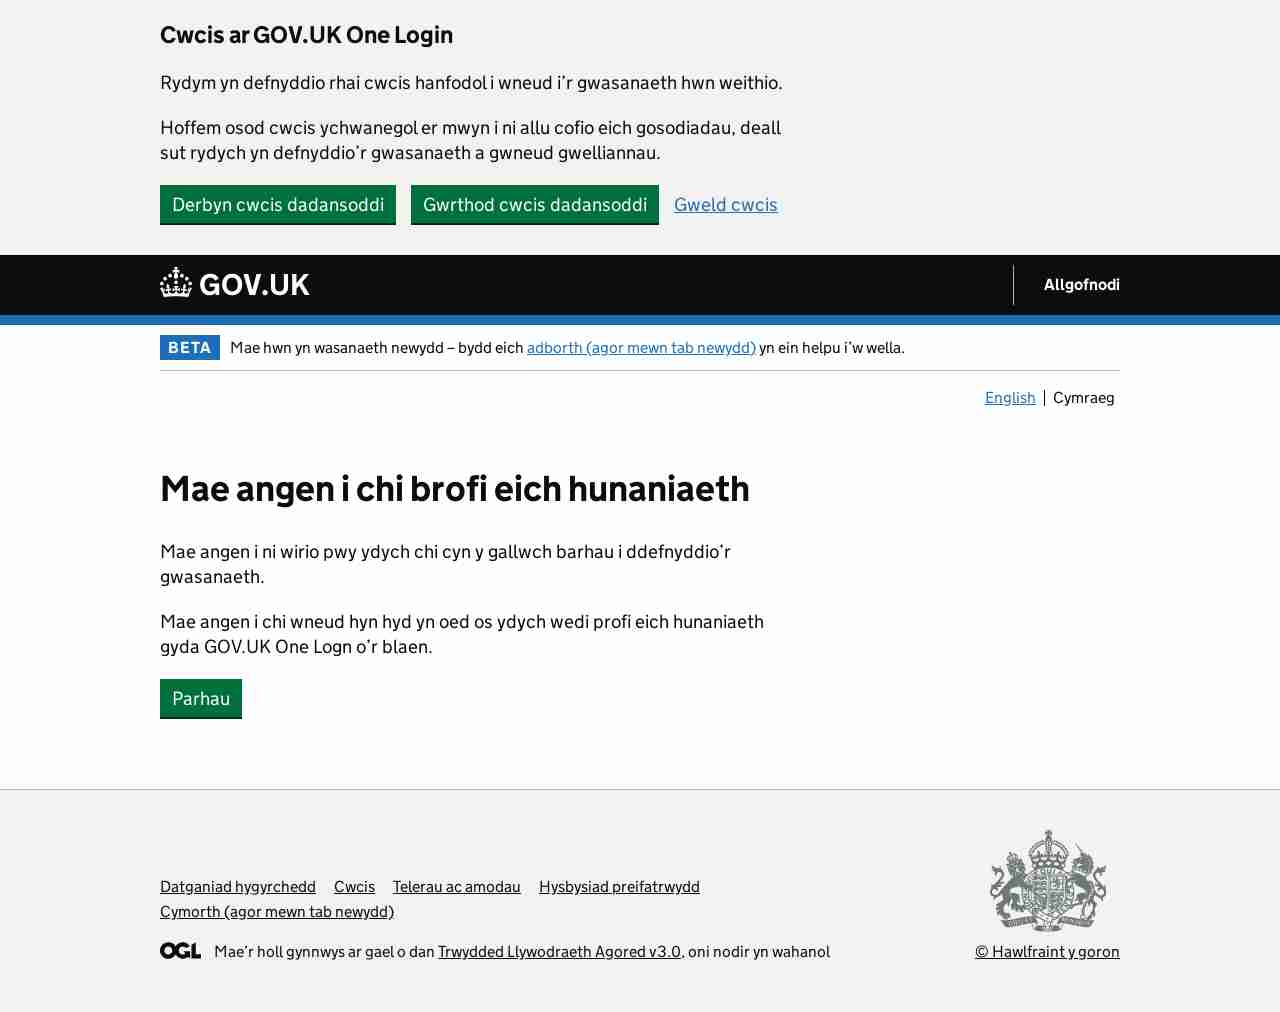 Cwcis ar GOV.UK One Login
Rydym yn defnyddio rhai cwcis hanfodol i wneud i’r gwasanaeth hwn weithio.
Hoffem osod cwcis ychwanegol er mwyn i ni allu cofio eich gosodiadau, deall
sut rydych yn defnyddio’r gwasanaeth a gwneud gwelliannau.
Derbyn cwcis dadansoddi Gwrthod cwcis dadansoddi Gweld cwcis
GOV.UK Allgofnodi
BETA Mae hwn yn wasanaeth newydd – bydd eich adborth (agor mewn tab newydd) yn ein helpu i’w wella.
English Cymraeg
Mae angen i chi brofi eich hunaniaeth
Mae angen i ni wirio pwy ydych chi cyn y gallwch barhau i ddefnyddio’r
gwasanaeth.
Mae angen i chi wneud hyn hyd yn oed os ydych wedi profi eich hunaniaeth
gyda GOV.UK One Logn o’r blaen.
Parhau
Datganiad hygyrchedd Cwcis Telerau ac amodau Hysbysiad preifatrwydd
Cymorth (agor mewn tab newydd)
OGL Mae’r holl gynnwys ar gael o dan Trwydded Llywodraeth Agored v3.0, oni nodir yn wahanol
© Hawlfraint y goron